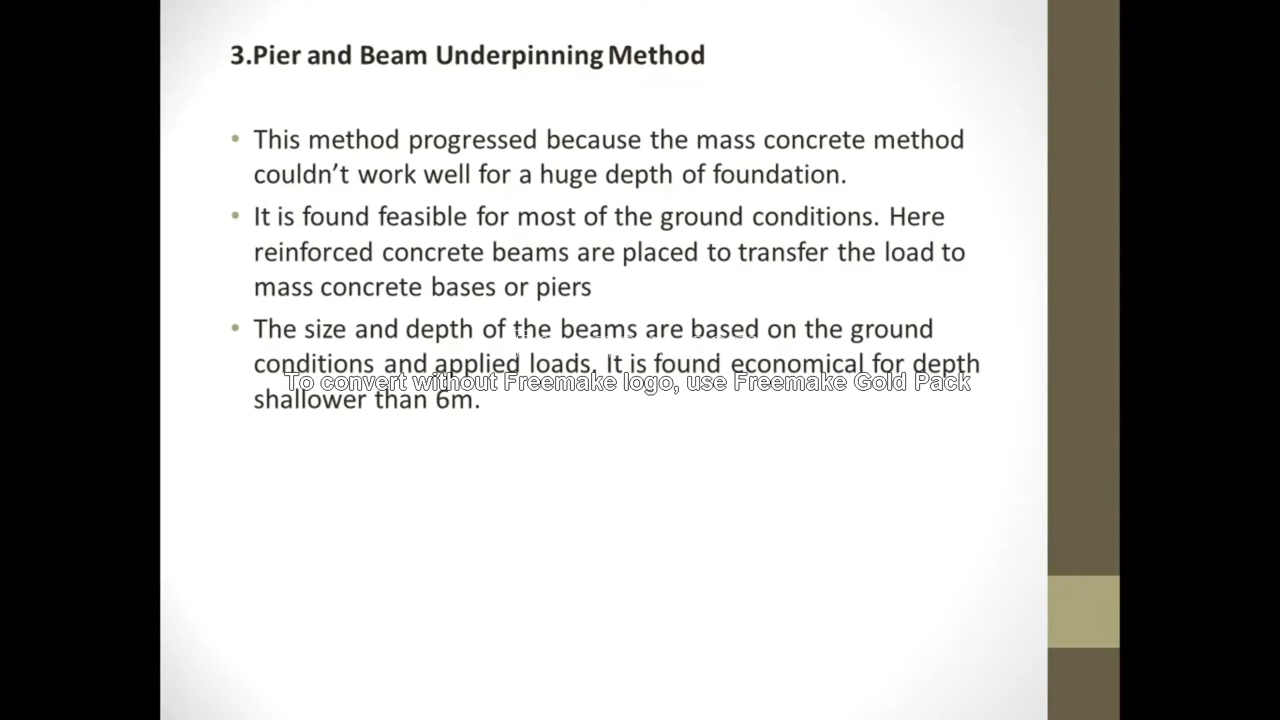 3.Pier and Beam Underpinning Method
• This method progressed because the mass concrete method
couldn’t work well for a huge depth of foundation.
• It is found feasible for most of the ground conditions. Here
reinforced concrete beams are placed to transfer the load to
mass concrete bases or piers
• The size and depth of the beams are based on the ground
conditions and applied loads. It is found economical for depth
To convert without Freemake logo, use Freemake Gold Pack
shallower than 6m.